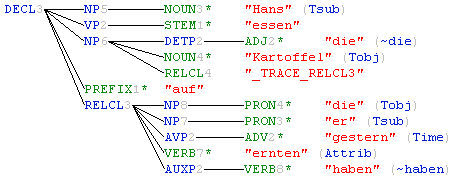 DECL3 NP5 NOUN3* "Hans" (Tsub)
VP2 STEM1* "essen"
NP6 DETP2 ADJ2* "die" (~die)
NOUN4* "Kartoffel" (Tobj)
RELCL4 "_TRACE_RELCL3"
PREFIX1* "auf"
RELCL3 NP8 PRON4* "die" (Tobj)
NP7 PRON3* "er" (Tsub)
AVP2 ADV2* "gestern" (Time)
VERB7* "ernten" (Attrib)
AUXP2 VERB8* "haben" (~haben)